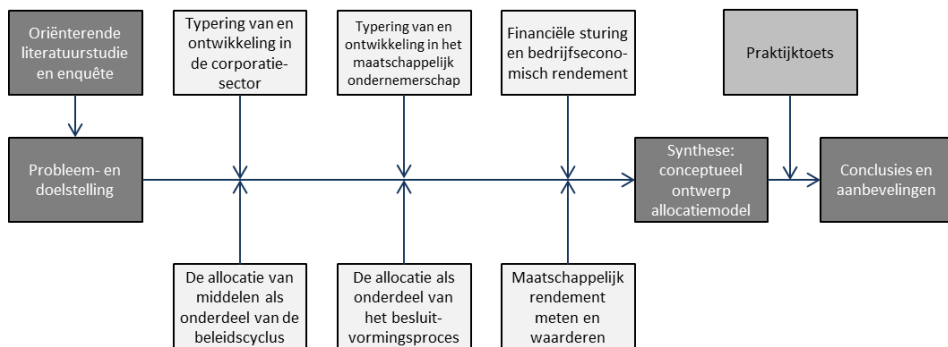 Oriënterende
literatuurstudie
en enquête
Typering van en
ontwikkeling in
de corporatie-
sector
Typering van en
ontwikkeling in het
maatschappelijk
ondernemerschap
Financiële sturing
en bedrijfsecono-
misch rendement
Praktijktoets
Probleem- en
doelstelling
Synthese:
conceptueel
ontwerp
allocatiemodel
Conclusies en
aanbevelingen
De allocatie van
middelen als
onderdeel van de
beleidscyclus
De allocatie als
onderdeel van
het besluit-
vormingsproces
Maatschappelijk
rendement
meten en
waarderen